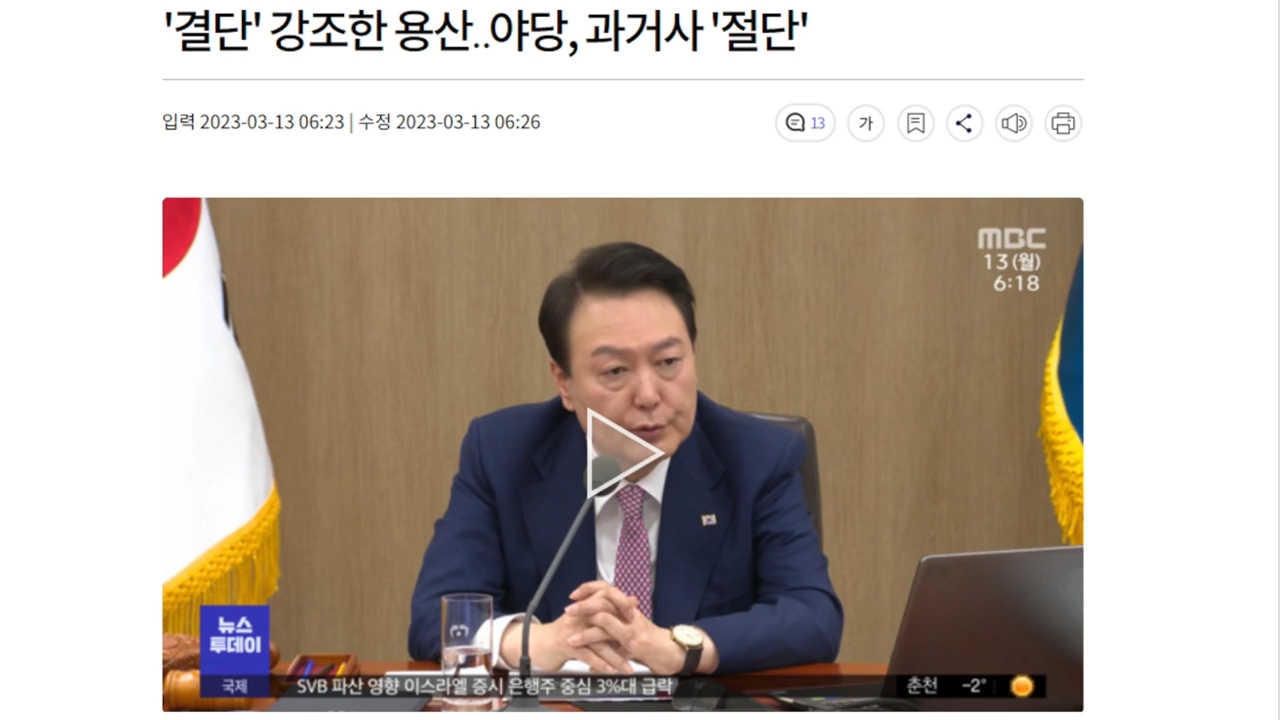 '결단' 강조한 용산..야당, 과거사 '절단'
입력 2023-03-13 06:23 | 수정 2023-03-13 06:26
13
가
MBC
13(월)
6:18
뉴스
투데이
국제
SVB 파산 영향 이스라엘 증시 은행주 중심 3%대 급락
춘천 -2°